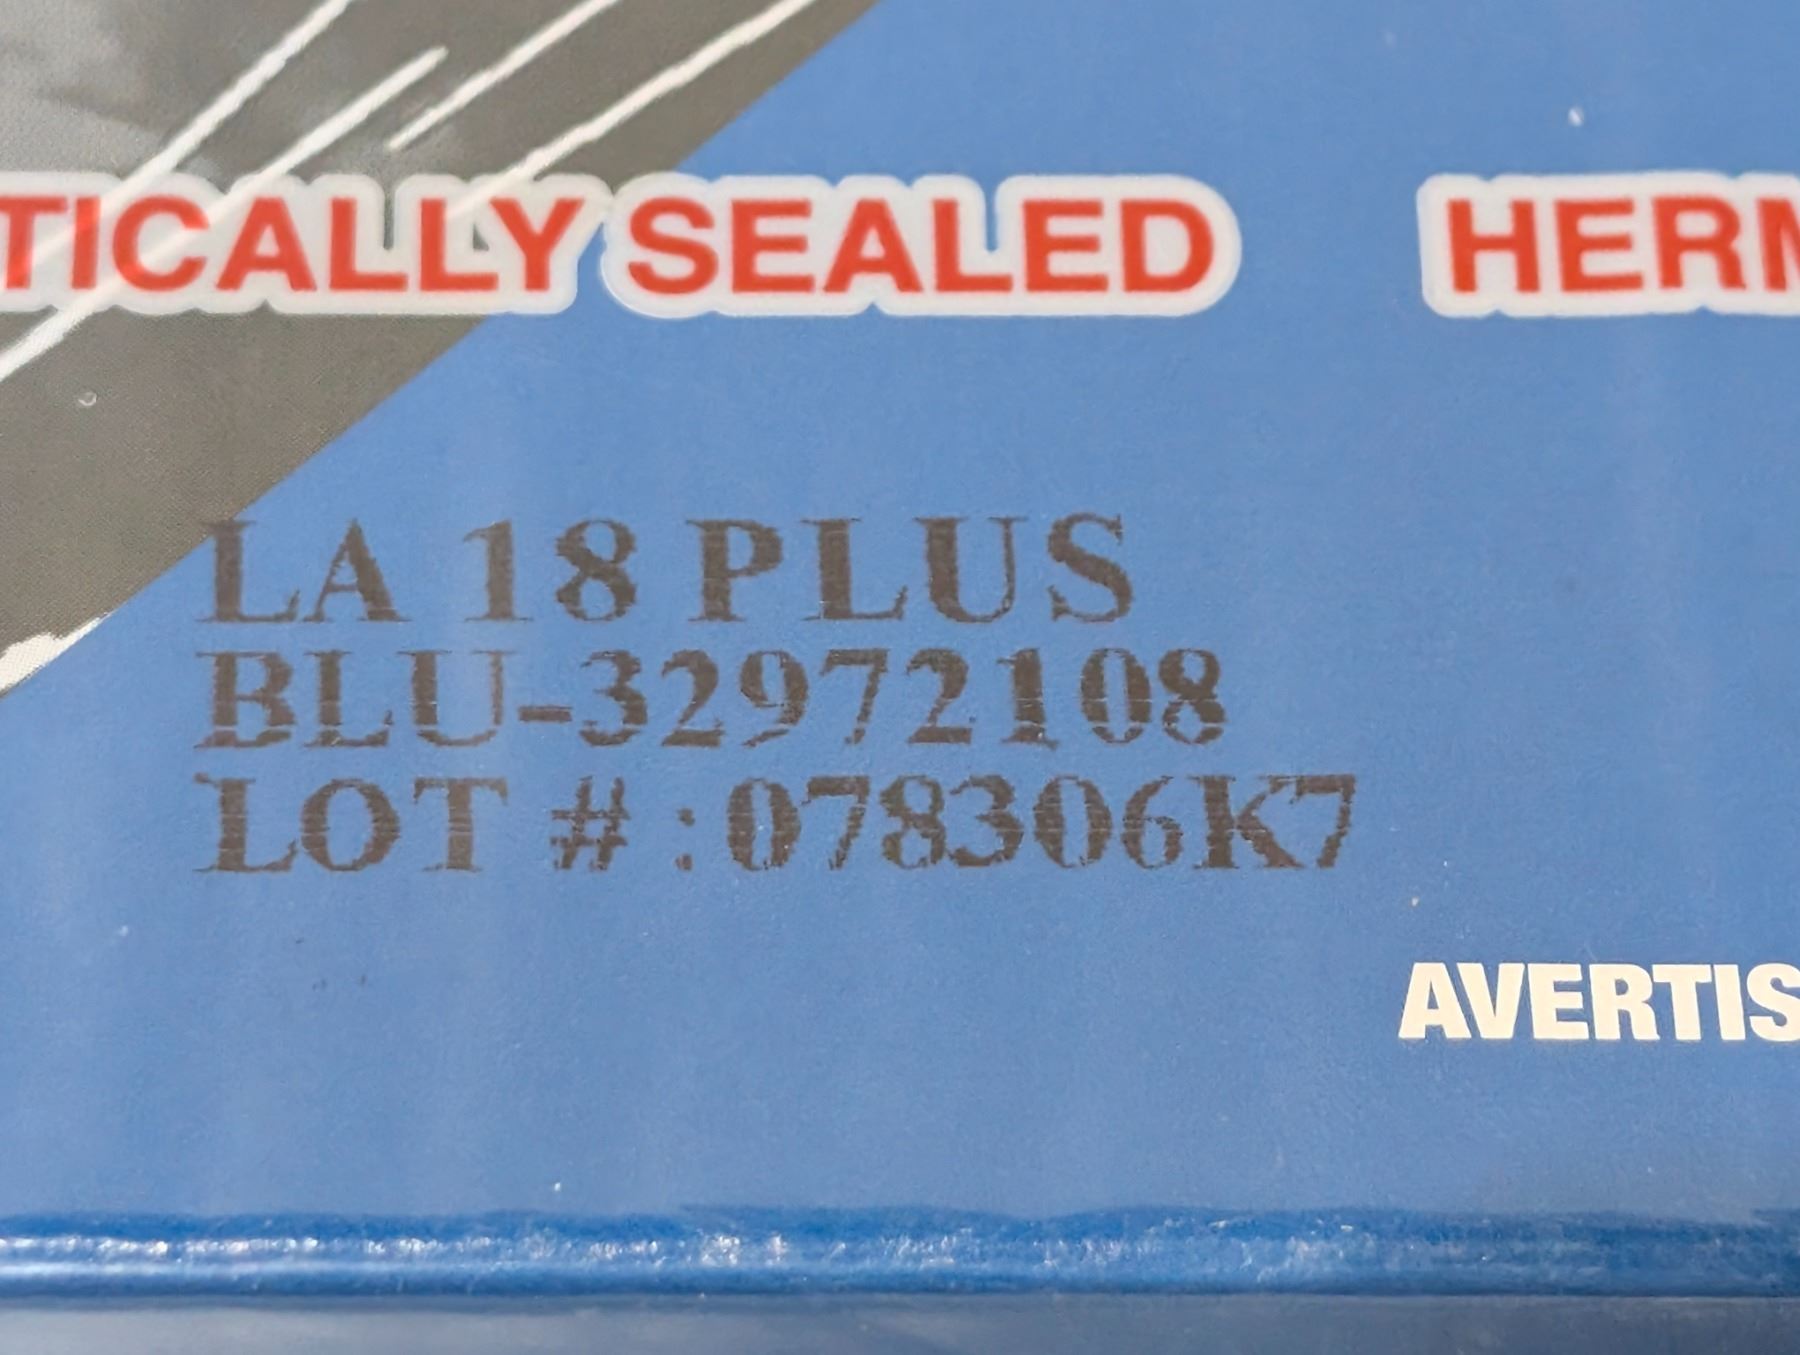 TICALLY SEALED HERM
LA 18 PLUS
BLU-32972108
LOT # : 078306K7
AVERTIS